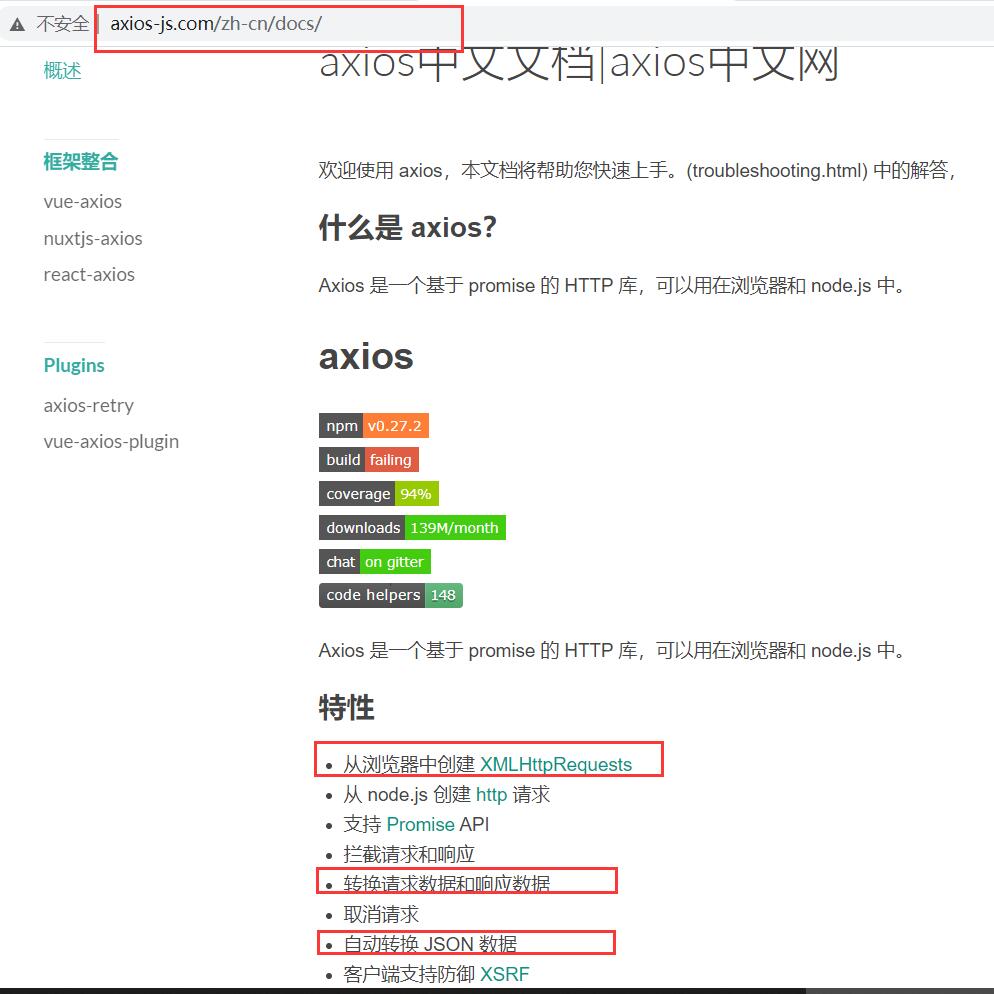 不安全 axios-js.com/zh-cn/docs/
概述
框架整合
vue-axios
nuxtjs-axios
react-axios
Plugins
axios-retry
vue-axios-plugin
axios中文文档|axios中文网
欢迎使用 axios，本文档将帮助您快速上手。(troubleshooting.html) 中的解答，
什么是 axios？
Axios 是一个基于 promise 的 HTTP 库，可以用在浏览器和 node.js 中。
axios
npm v0.27.2
build failing
coverage 94%
downloads 139M/month
chat on gitter
code helpers 148
Axios 是一个基于 promise 的 HTTP 库，可以用在浏览器和 node.js 中。
特性
• 从浏览器中创建 XMLHttpRequests
• 从 node.js 创建 http 请求
• 支持 Promise API
• 拦截请求和响应
• 转换请求数据和响应数据
• 取消请求
• 自动转换 JSON 数据
• 客户端支持防御 XSRF